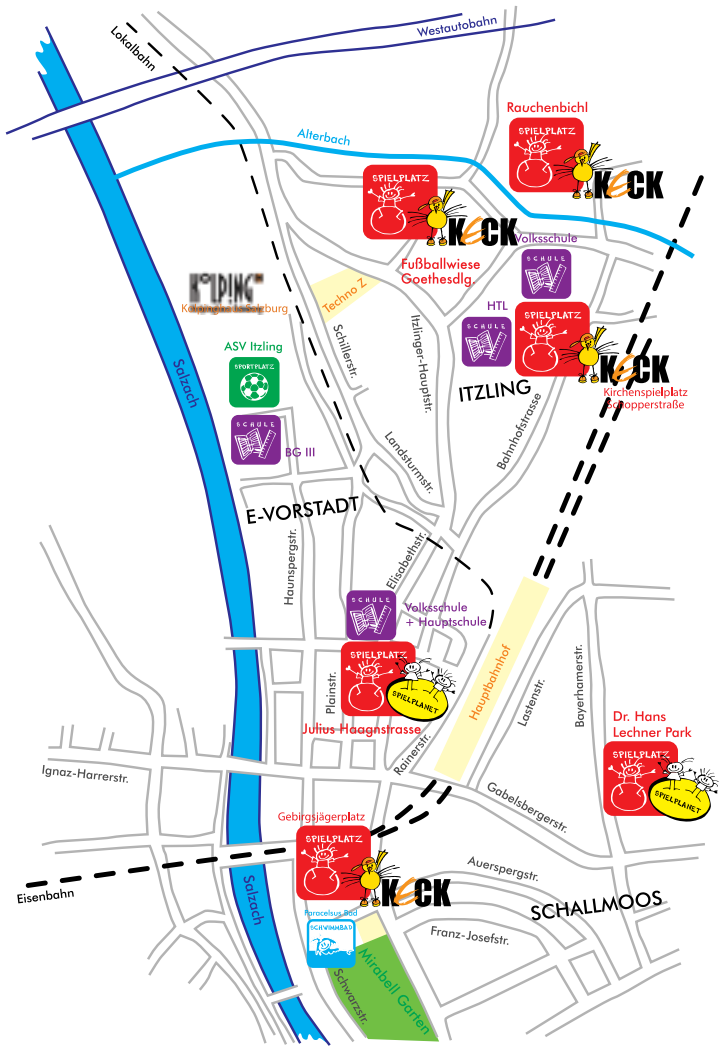 Westautobahn
Lokalbahn
Rauchenbichl
Alterbach
SPIELPLATZ
KECK
SPIELPLATZ
KECK
Volksschule
Fußballwiese
Goethesdlg.
SCHULE
KOLPING
Kolpinghaus Salzburg
Techno Z
HTL
SPIELPLATZ
SCHULE
KECK
Schillerstr.
Itzlinger-Hauptstr.
ASV Itzling
SPORTPLATZ
ITZLING
Kirchenspielplatz
Schopperstraße
Salzach
SCHULE
BG III
Landsturmstr.
Bahnhofstrasse
E-VORSTADT
Haunspergstr.
Elisabethstr.
SCHULE
Volksschule
+ Hauptschule
SPIELPLATZ
SPIELPLANET
Plainstr.
Julius Haagnstrasse
Hauptbahnhof
Lastenstr.
Bayerhamerstr.
Dr. Hans
Lechner Park
SPIELPLATZ
SPIELPLANET
Rainerstr.
Ignaz-Harrerstr.
Gabelsbergerstr.
Gebirgsjägerplatz
SPIELPLATZ
KECK
Auerspergstr.
Eisenbahn
Salzach
SCHALLMOOS
Paracelsus Bad
SCHWIMMBAD
Franz-Josefstr.
Mirabell Garten
Schwarzstr.